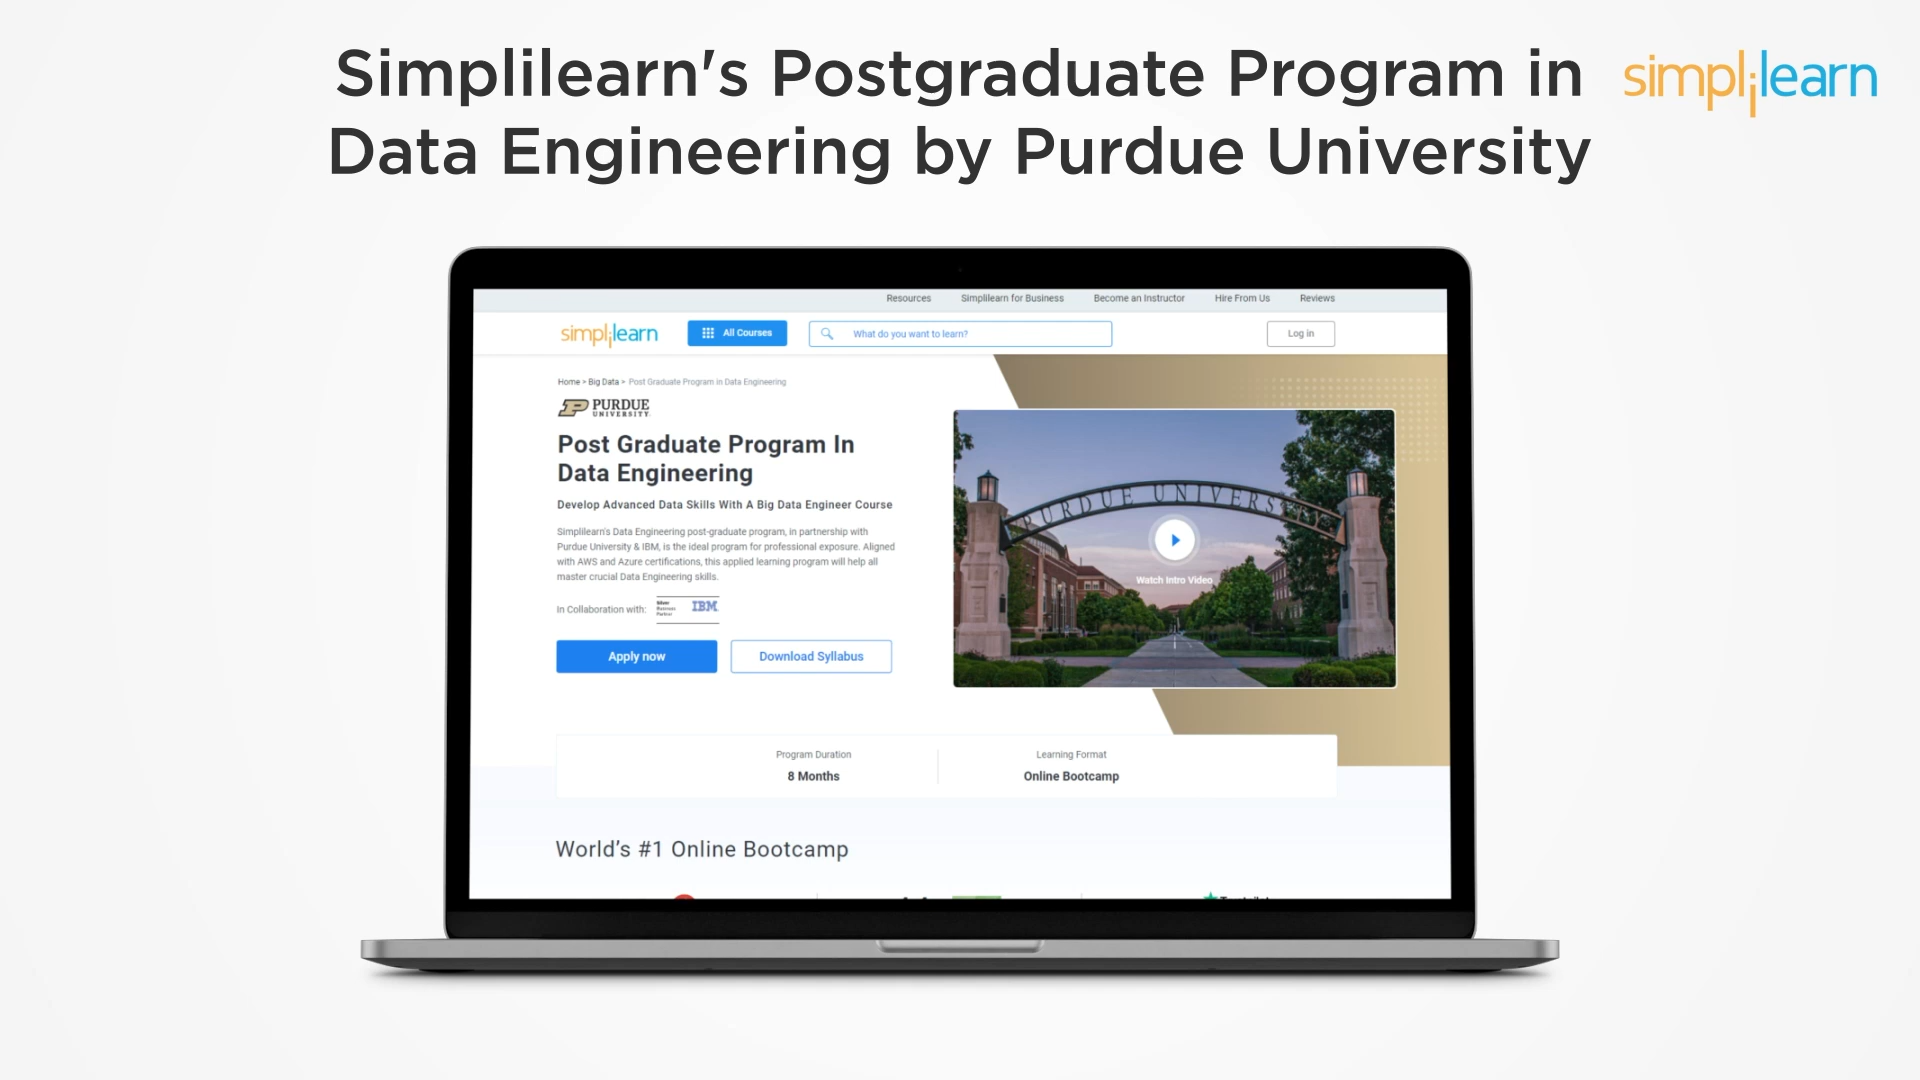 Simplilearn's Postgraduate Program in
Data Engineering by Purdue University
simplilearn
Resources
Simplilearn for Business
Become an Instructor
Hire From Us
Reviews
simplilearn
All Courses
What do you want to learn?
Log in
Home > Big Data > Post Graduate Program in Data Engineering
PURDUE
UNIVERSITY.
Post Graduate Program In
Data Engineering
Develop Advanced Data Skills With A Big Data Engineer Course
Simplilearn's Data Engineering post-graduate program, in partnership with
Purdue University & IBM, is the ideal program for professional exposure. Aligned
with AWS and Azure certifications, this applied learning program will help all
master crucial Data Engineering skills.
In Collaboration with:
Silver
Business
Partner
IBM
Apply now
Download Syllabus
PURDUE UNIVERSITY
Watch Intro Video
Program Duration
8 Months
Learning Format
Online Bootcamp
World's #1 Online Bootcamp